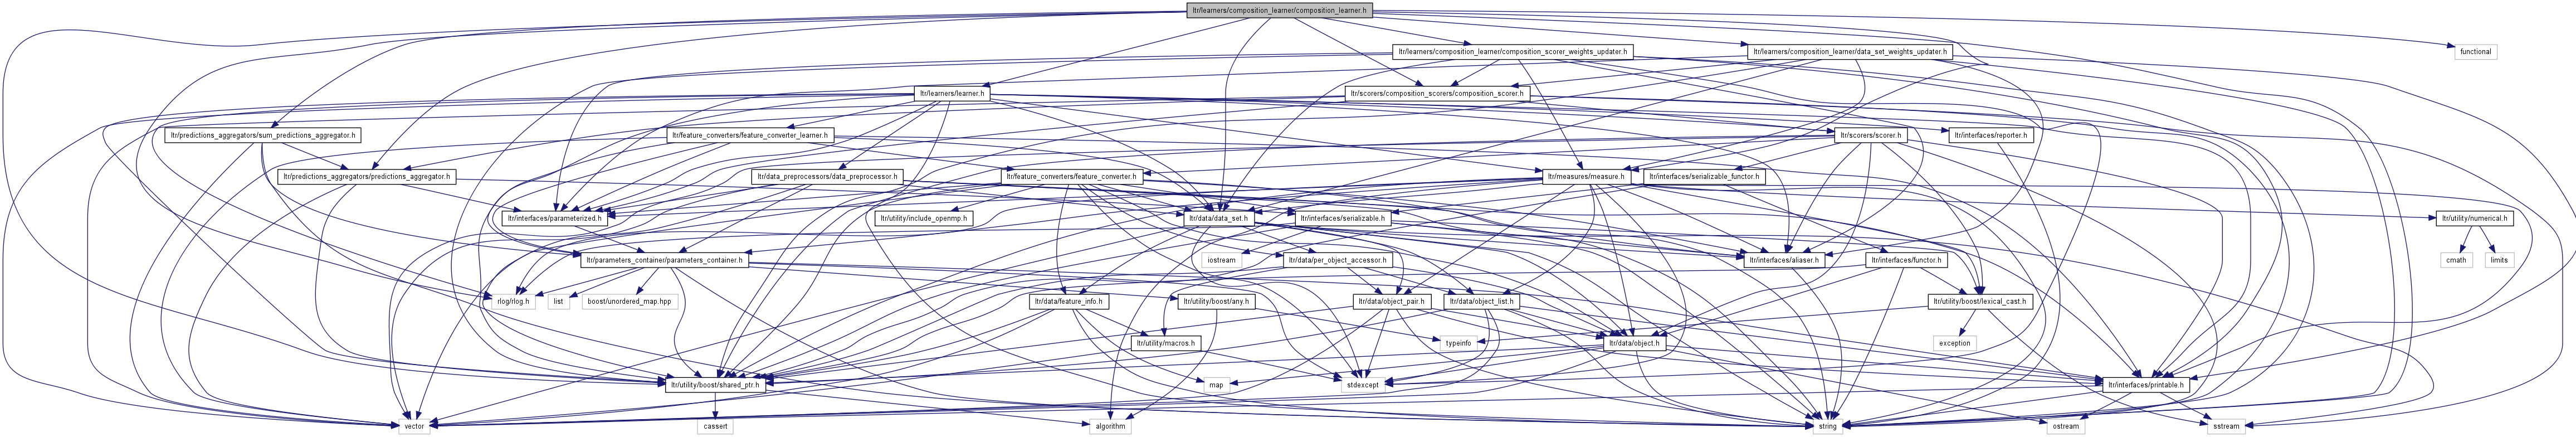 ltr/learners/composition_learner/composition_learner.h
ltr/learners/composition_learner/composition_scorer_weights_updater.h
ltr/learners/composition_learner/data_set_weights_updater.h
functional
ltr/learners/learner.h
ltr/scorers/composition_scorers/composition_scorer.h
ltr/predictions_aggregators/sum_predictions_aggregator.h
ltr/feature_converters/feature_converter_learner.h
ltr/scorers/scorer.h
ltr/interfaces/reporter.h
ltr/predictions_aggregators/predictions_aggregator.h
ltr/data_preprocessors/data_preprocessor.h
ltr/feature_converters/feature_converter.h
ltr/measures/measure.h
ltr/interfaces/serializable_functor.h
ltr/interfaces/parameterized.h
ltr/utility/include_openmp.h
ltr/data/data_set.h
ltr/interfaces/serializable.h
ltr/utility/numerical.h
ltr/parameters_container/parameters_container.h
iostream
ltr/data/per_object_accessor.h
ltr/interfaces/aliaser.h
ltr/interfaces/functor.h
cmath
limits
rlog/rlog.h
list
boost/unordered_map.hpp
ltr/utility/boost/any.h
ltr/data/feature_info.h
ltr/data/object_pair.h
ltr/data/object_list.h
ltr/utility/boost/lexical_cast.h
ltr/utility/macros.h
typeinfo
ltr/data/object.h
exception
ltr/utility/boost/shared_ptr.h
map
stdexcept
ltr/interfaces/printable.h
vector
cassert
algorithm
string
ostream
sstream